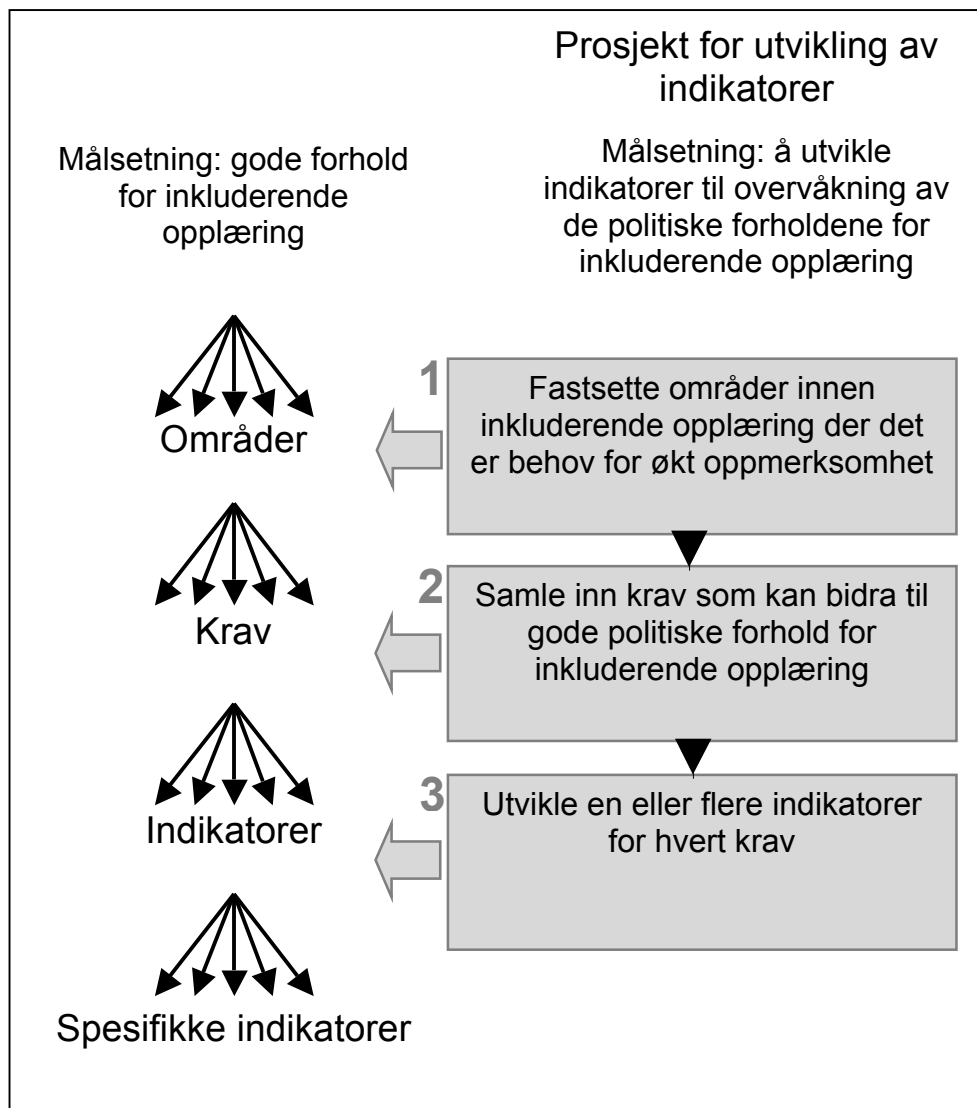 Prosjekt for utvikling av
indikatorer
Målsetning: gode forhold
for inkluderende
opplæring
Målsetning: å utvikle
indikatorer til overvåkning av
de politiske forholdene for
inkluderende opplæring
1
Fastsette områder innen
inkluderende opplæring der det
er behov for økt oppmerksomhet
Områder
2
Samle inn krav som kan bidra til
gode politiske forhold for
inkluderende opplæring
Krav
3
Utvikle en eller flere indikatorer
for hvert krav
Indikatorer
Spesifikke indikatorer